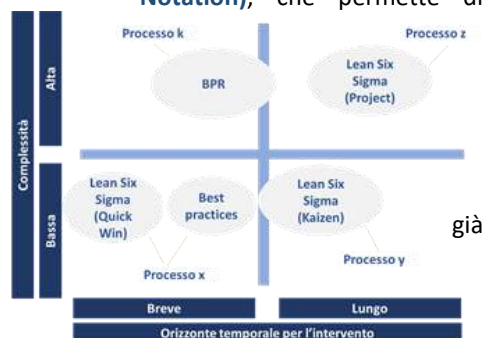 Notation), che permette di
Processo k
Processo z
BPR
Lean Six
Sigma
(Project)
Complessità
Alta
Bassa
Lean Six
Sigma
(Quick
Win)
Best
practices
Lean Six
Sigma
(Kaizen)
già
Processo x
Processo y
Breve
Lungo
Orizzonte temporale per l'intervento